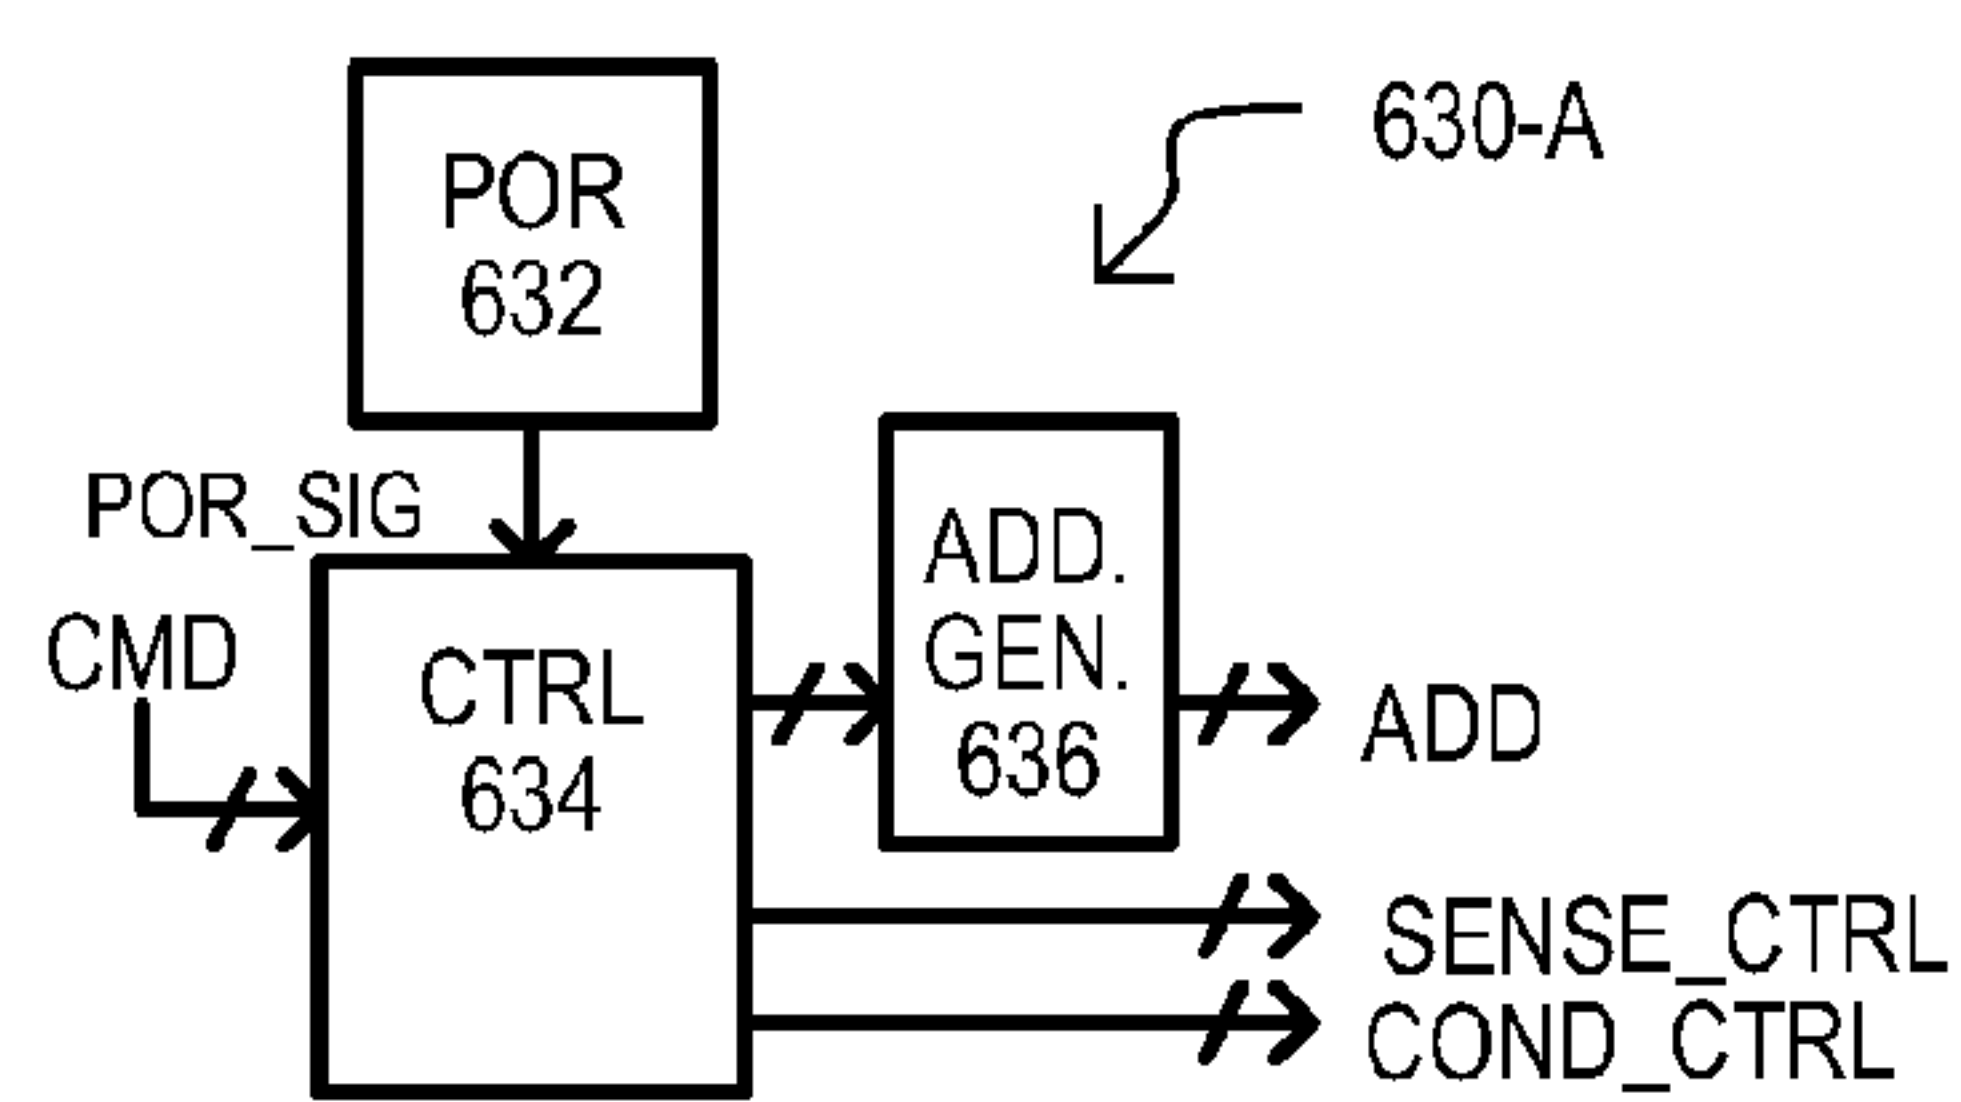 POR
632
630-A
POR_SIG
CMD
CTRL
634
ADD.
GEN.
636
ADD
SENSE_CTRL
COND_CTRL